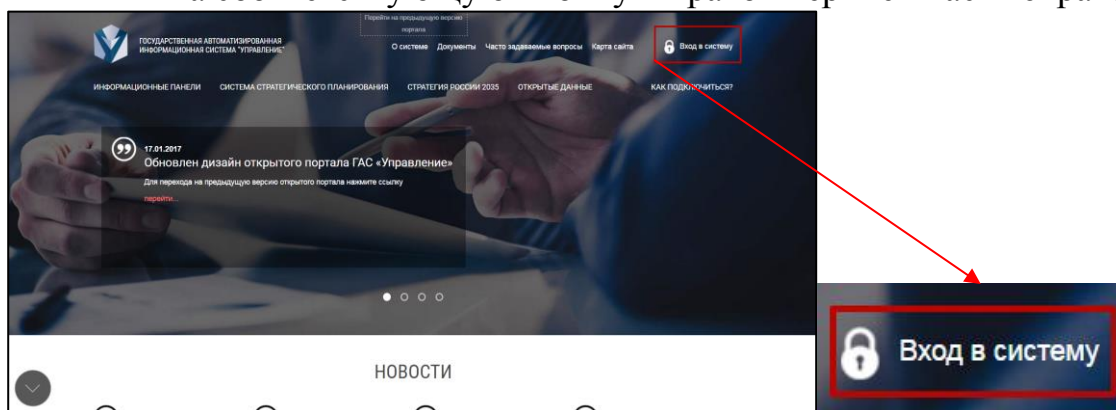 Перейти на предыдущую версию
портала
ГОСУДАРСТВЕННАЯ АВТОМАТИЗИРОВАННАЯ
ИНФОРМАЦИОННАЯ СИСТЕМА "УПРАВЛЕНИЕ"
О системе Документы Часто задаваемые вопросы Карта сайта Вход в систему
ИНФОРМАЦИОННЫЕ ПАНЕЛИ СИСТЕМА СТРАТЕГИЧЕСКОГО ПЛАНИРОВАНИЯ СТРАТЕГИЯ РОССИИ 2035 ОТКРЫТЫЕ ДАННЫЕ КАК ПОДКЛЮЧИТЬСЯ?
17.01.2017
Обновлен дизайн открытого портала ГАС «Управление»
Для перехода на предыдущую версию открытого портала нажмите ссылку
перейти...
НОВОСТИ
Вход в систему